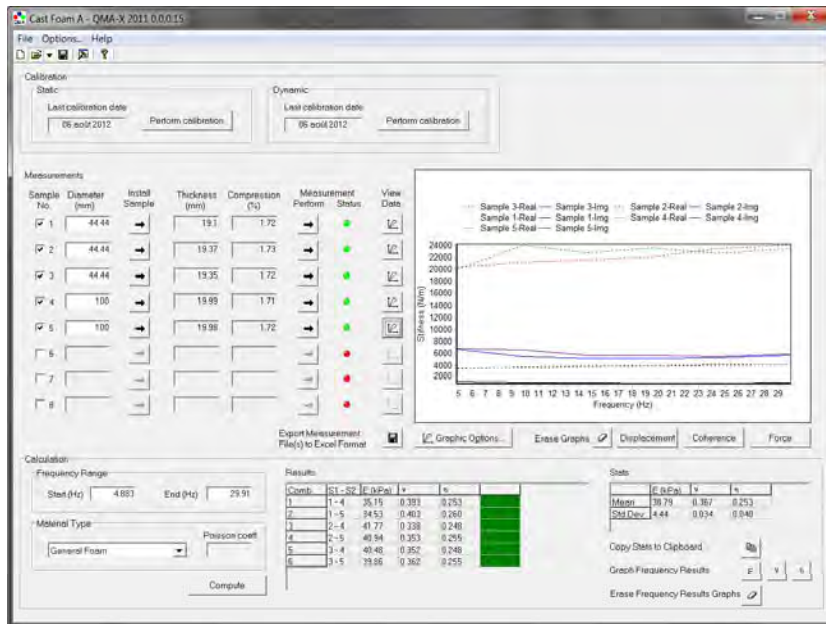 Cast Foam A - QMA-X 2011 0.0.0.15
File Options... Help
Calibration
Static
Last calibration date
06 août 2012
Perform calibration
Dynamic
Last calibration date
06 août 2012
Perform calibration
Measurements
Sample No. Diameter (mm) Install Sample Thickness (mm) Compression (%) Measurement Perform Status View Data
1 44.44 19.1 1.72
2 44.44 19.37 1.73
3 44.44 19.35 1.72
4 100 19.99 1.71
5 100 19.98 1.72
6
7
8
Sample 3-Real Sample 3-Img Sample 2-Real Sample 2-Img
Sample 1-Real Sample 1-Img Sample 4-Real Sample 4-Img
Sample 5-Real Sample 5-Img
Stiffness (N/m)
24000
22000
20000
18000
16000
14000
12000
10000
8000
6000
4000
2000
5 6 7 8 9 10 11 12 13 14 15 16 17 18 19 20 21 22 23 24 25 26 27 28 29
Frequency (Hz)
Export Measurement File(s) to Excel Format
Graphic Options... Erase Graphs Displacement Coherence Force
Calculation
Frequency Range
Start (Hz) 4.883 End (Hz) 29.91
Material Type
General Foam
Poisson coeff.
Compute
Results
Comb. S1 - S2 E (kPa) ν η
1 1 - 4 35.15 0.393 0.253
2 1 - 5 34.53 0.403 0.260
3 2 - 4 41.77 0.338 0.248
4 2 - 5 40.94 0.353 0.255
5 3 - 4 40.48 0.352 0.248
6 3 - 5 39.86 0.362 0.255
Stats
E (kPa) ν η
Mean 38.79 0.367 0.253
Std.Dev 4.44 0.034 0.040
Copy Stats to Clipboard
Graph Frequency Results
Erase Frequency Results Graphs